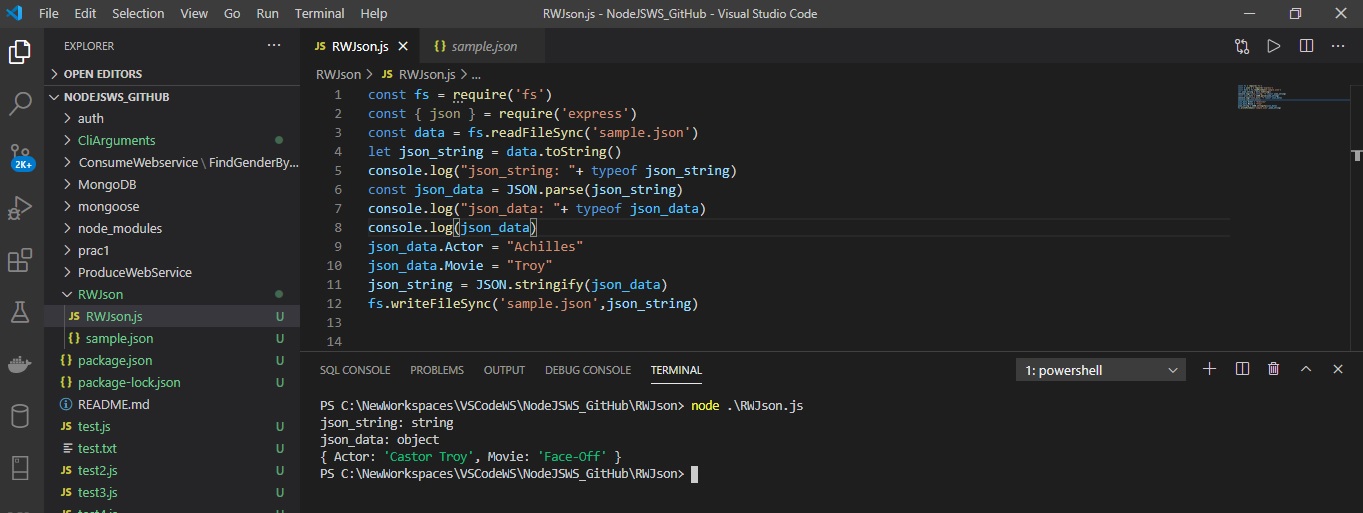 File Edit Selection View Go Run Terminal Help
RWJson.js - NodeJSWS_GitHub - Visual Studio Code
EXPLORER
OPEN EDITORS
NODEJSWS_GITHUB
auth
CliArguments
ConsumeWebservice \ FindGenderBy...
MongoDB
mongoose
node_modules
prac1
ProduceWebService
RWJson
JS RWJson.js U
{} sample.json U
{} package.json U
{} package-lock.json U
README.md
JS test.js U
test.txt U
JS test2.js U
JS test3.js U
2K+
JS RWJson.js
{} sample.json
RWJson > JS RWJson.js > ...
1 const fs = require('fs')
2 const { json } = require('express')
3 const data = fs.readFileSync('sample.json')
4 let json_string = data.toString()
5 console.log("json_string: "+ typeof json_string)
6 const json_data = JSON.parse(json_string)
7 console.log("json_data: "+ typeof json_data)
8 console.log(json_data)
9 json_data.Actor = "Achilles"
10 json_data.Movie = "Troy"
11 json_string = JSON.stringify(json_data)
12 fs.writeFileSync('sample.json',json_string)
13
14
SQL CONSOLE PROBLEMS OUTPUT DEBUG CONSOLE TERMINAL
1: powershell
PS C:\NewWorkspaces\VSCodeWS\NodeJSWS_GitHub\RWJson> node .\RWJson.js
json_string: string
json_data: object
{ Actor: 'Castor Troy', Movie: 'Face-Off' }
PS C:\NewWorkspaces\VSCodeWS\NodeJSWS_GitHub\RWJson>